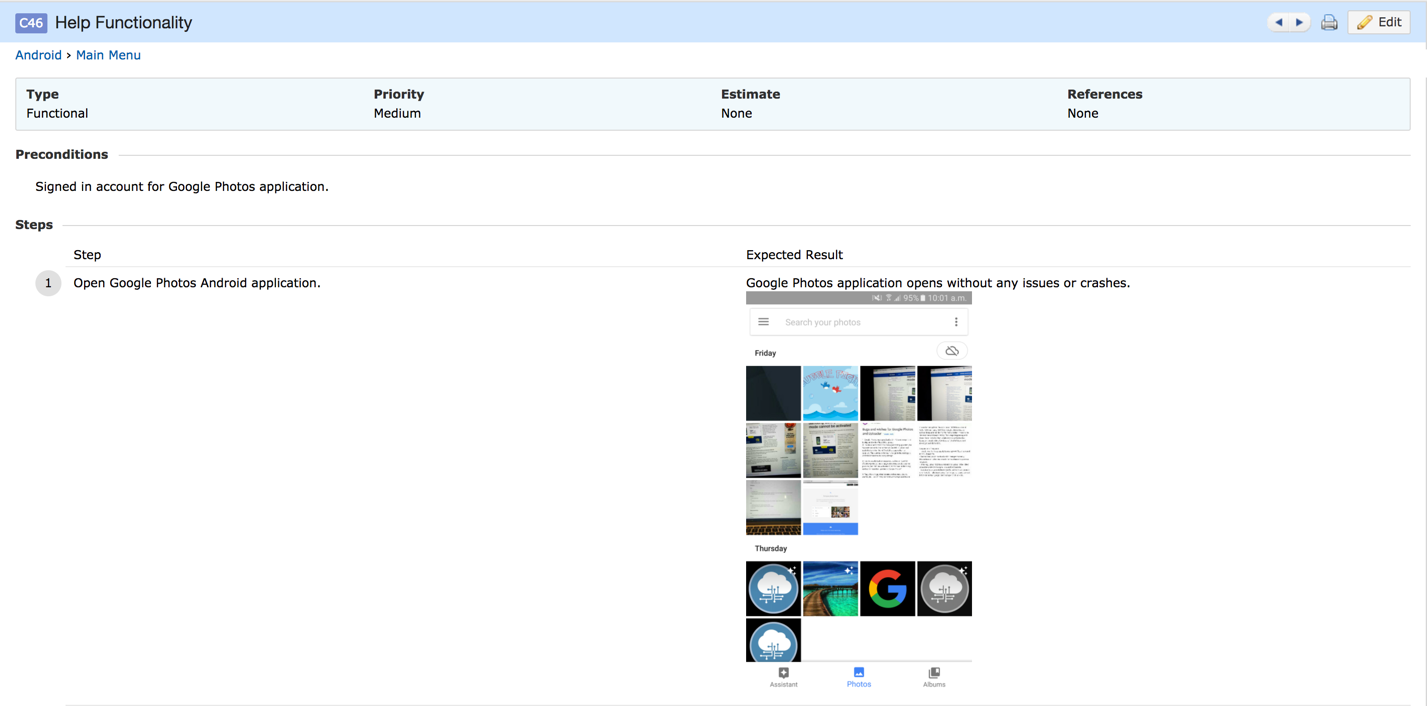 C46 Help Functionality
Edit
Android › Main Menu
Type Priority Estimate References
Functional Medium None None
Preconditions
Signed in account for Google Photos application.
Steps
Step Expected Result
1 Open Google Photos Android application. Google Photos application opens without any issues or crashes.
95% 10:01 a.m.
Search your photos
Friday
Thursday
Assistant Photos Albums